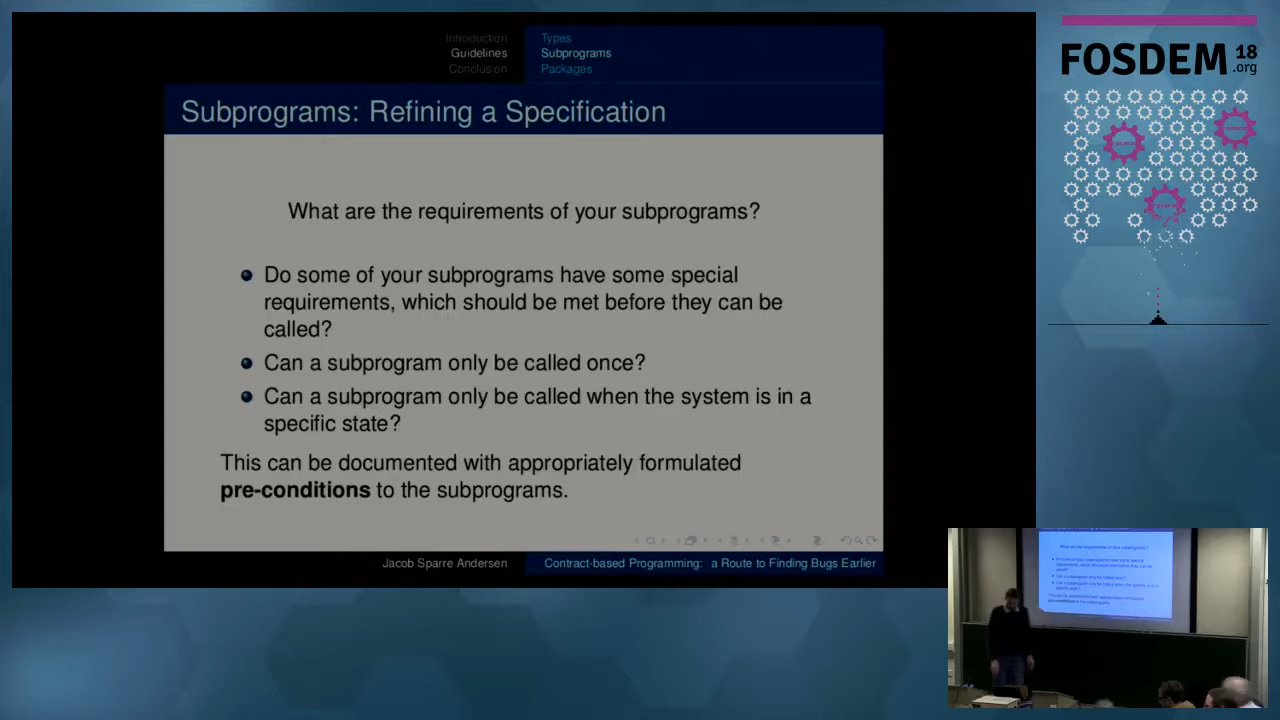 Introduction
Guidelines
Conclusion
Types
Subprograms
Packages
Subprograms: Refining a Specification
What are the requirements of your subprograms?
Do some of your subprograms have some special
requirements, which should be met before they can be
called?
Can a subprogram only be called once?
Can a subprogram only be called when the system is in a
specific state?
This can be documented with appropriately formulated
pre-conditions to the subprograms.
Jacob Sparre Andersen
Contract-based Programming: a Route to Finding Bugs Earlier
FOSDEM 18
.org